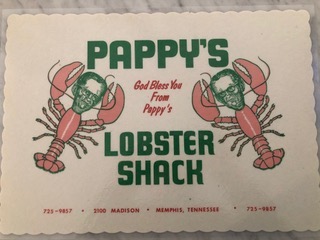 PAPPY'S
God Bless You
From
Pappy's
LOBSTER
SHACK
725-9857 • 2100 MADISON • MEMPHIS, TENNESSEE • 725-9857